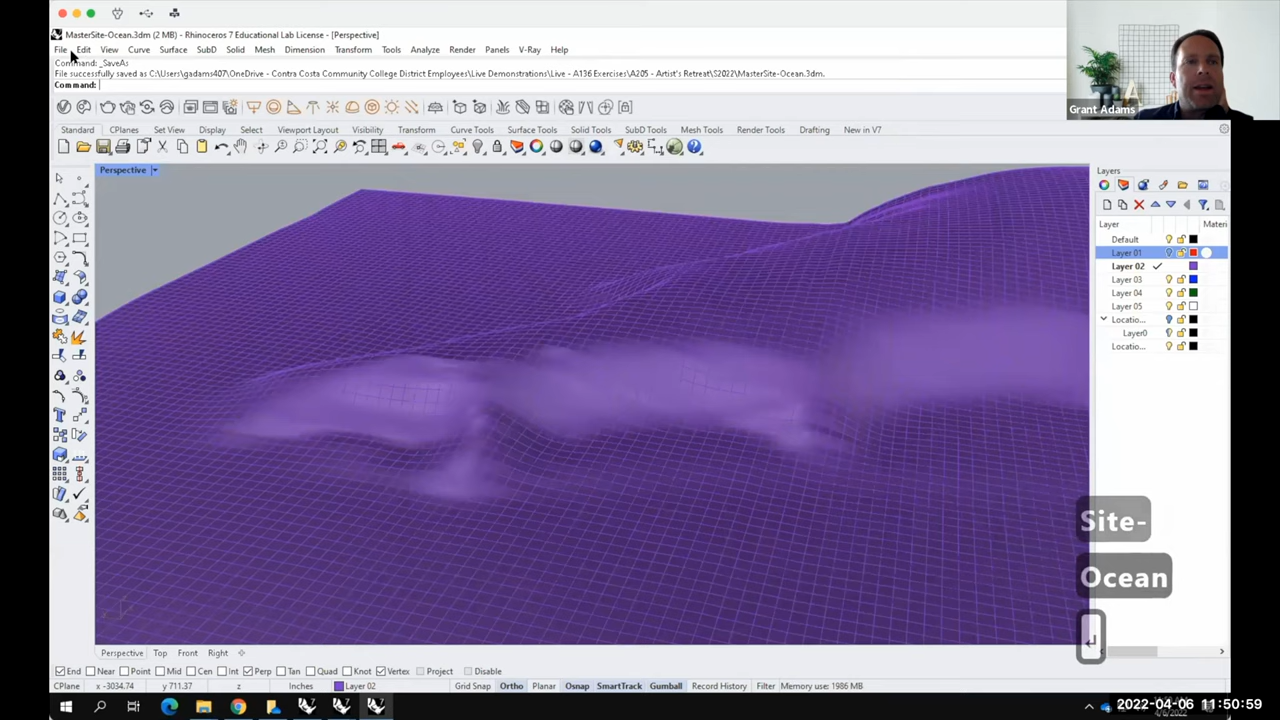 MasterSite-Ocean.3dm (2 MB) - Rhinoceros 7 Educational Lab License - [Perspective]
File Edit View Curve Surface SubD Solid Mesh Dimension Transform Tools Analyze Render Panels V-Ray Help
Command: _SaveAs
File successfully saved as C:\Users\gadams407\OneDrive - Contra Costa Community College District Employees\Live Demonstrations\Live - A136 Exercises\A205 - Artist's Retreat\S2022\MasterSite-Ocean.3dm.
Command:
Grant Adams
Standard CPlanes Set View Display Select Viewport Layout Visibility Transform Curve Tools Surface Tools Solid Tools SubD Tools Mesh Tools Render Tools Drafting New in V7
Perspective
Layers
Layer Materi
Default
Layer 01
Layer 02
Layer 03
Layer 04
Layer 05
Locatio...
Layer0
Locatio...
Site-
Ocean
Perspective Top Front Right
End Near Point Mid Cen Int Perp Tan Quad Knot Vertex Project Disable
CPlane x -3034.74 y 711.37 z Inches Layer 02 Grid Snap Ortho Planar Osnap SmartTrack Gumball Record History Filter Memory use: 1986 MB
2022-04-06 11:50:59